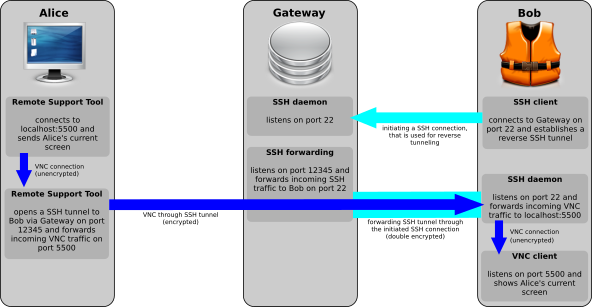 Alice
Remote Support Tool
connects to
localhost:5500 and
sends Alice's current
screen
VNC connection
(unencrypted)
Remote Support Tool
opens a SSH tunnel to
Bob via Gateway on port
12345 and forwards
incoming VNC traffic on
port 5500
VNC through SSH tunnel
(encrypted)
Gateway
SSH daemon
listens on port 22
SSH forwarding
listens on port 12345 and
forwards incoming SSH
traffic to Bob on port 22
initiating a SSH connection,
that is used for reverse
tunneling
forwarding SSH tunnel through
the initiated SSH connection
(double encrypted)
Bob
SSH client
connects to Gateway on
port 22 and establishes a
reverse SSH tunnel
SSH daemon
listens on port 22 and
forwards incoming VNC
traffic to localhost:5500
VNC connection
(unencrypted)
VNC client
listens on port 5500 and
shows Alice's current
screen